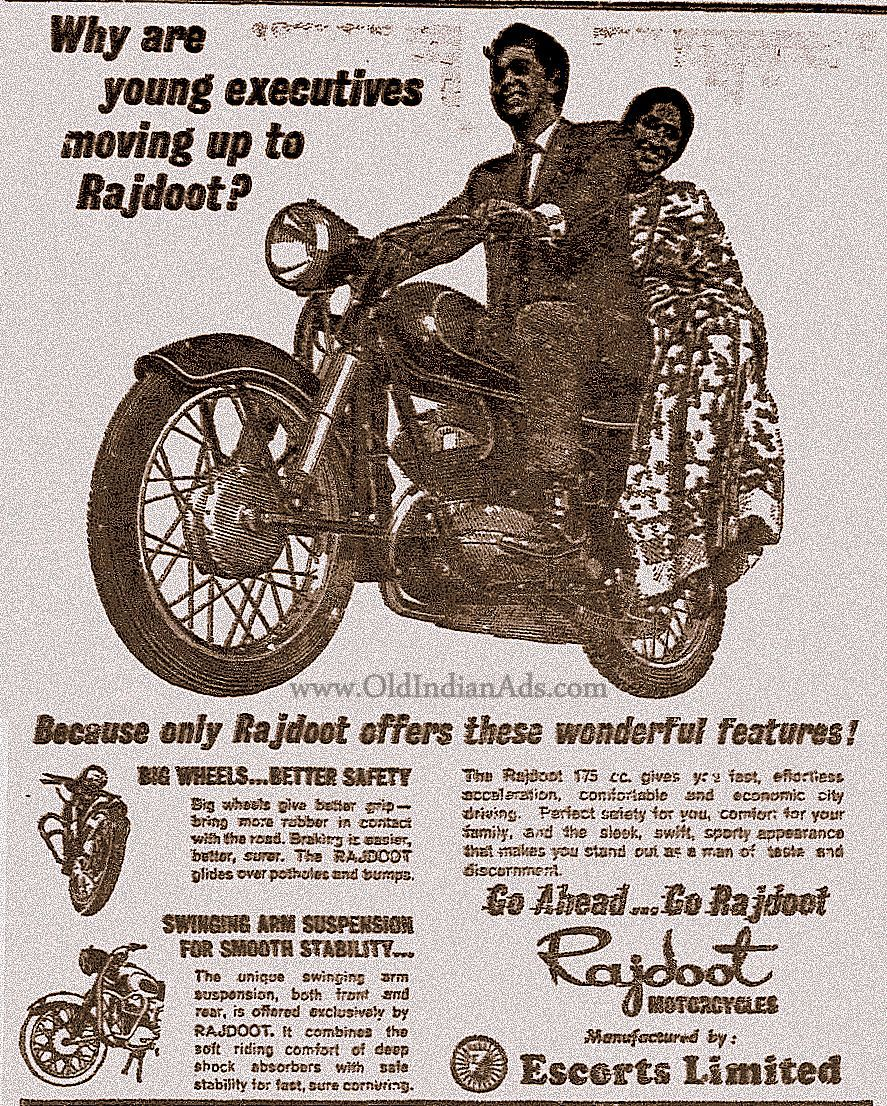 Why are
young executives
moving up to
Rajdoot?
www.OldIndianAds.com
Because only Rajdoot offers these wonderful features!
BIG WHEELS...BETTER SAFETY
Big wheels give better grip—
bring more rubber in contact
with the road. Braking is easier,
better, surer. The RAJDOOT
glides over potholes and bumps.
SWINGING ARM SUSPENSION
FOR SMOOTH STABILITY...
The unique swinging arm
suspension, both front and
rear, is offered exclusively by
RAJDOOT. It combines the
soft riding comfort of deep
shock absorbers with safe
stability for fast, sure cornering.
The Rajdoot 175 cc. gives you fast, effortless
acceleration, comfortable and economic city
driving. Perfect safety for you, comfort for your
family, and the sleek, swift, sporty appearance
that makes you stand out as a man of taste and
discernment.
Go Ahead...Go Rajdoot
Rajdoot
MOTORCYCLES
Manufactured by:
Escorts Limited